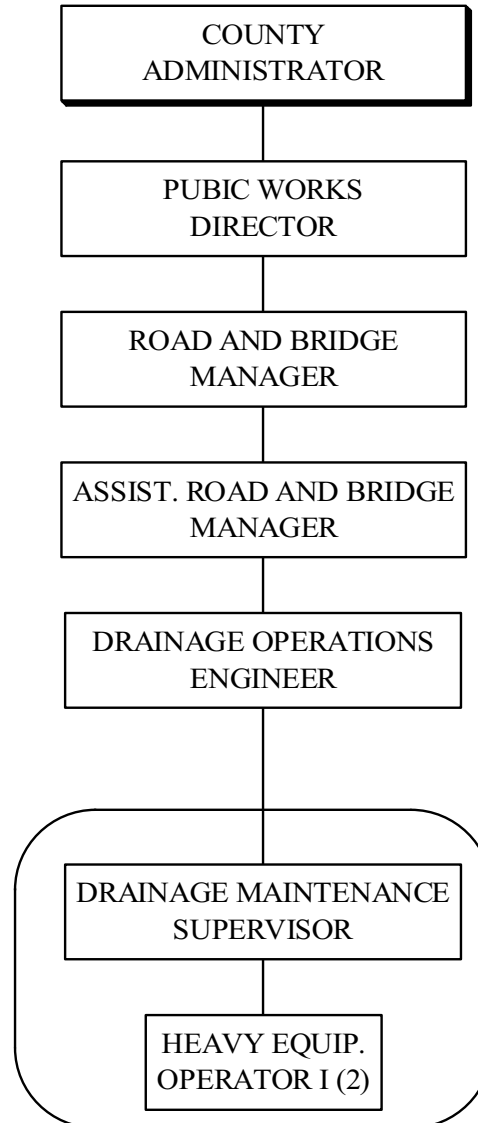 COUNTY
ADMINISTRATOR
PUBIC WORKS
DIRECTOR
ROAD AND BRIDGE
MANAGER
ASSIST. ROAD AND BRIDGE
MANAGER
DRAINAGE OPERATIONS
ENGINEER
DRAINAGE MAINTENANCE
SUPERVISOR
HEAVY EQUIP.
OPERATOR I (2)